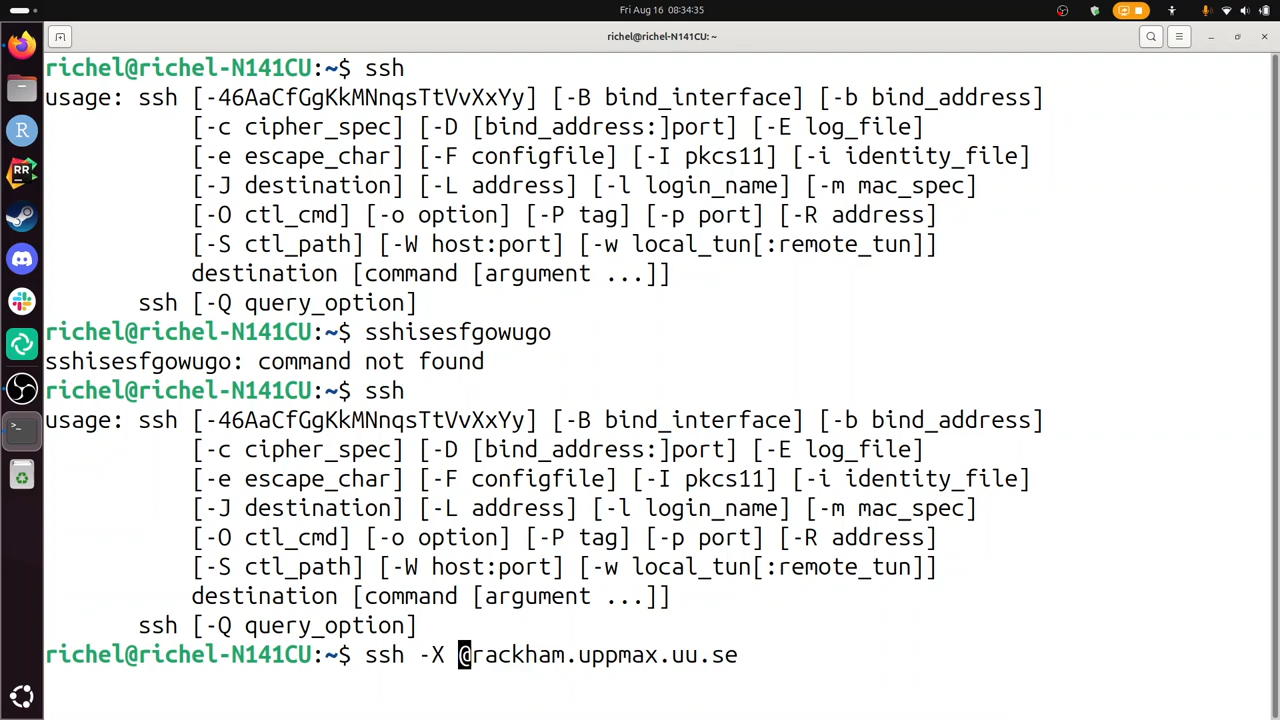 Fri Aug 16 08:34:35
richel@richel-N141CU: ~
richel@richel-N141CU:~$ ssh
usage: ssh [-46AaCfGgKkMNnqsTtVvXxYy] [-B bind_interface] [-b bind_address]
[-c cipher_spec] [-D [bind_address:]port] [-E log_file]
[-e escape_char] [-F configfile] [-I pkcs11] [-i identity_file]
[-J destination] [-L address] [-l login_name] [-m mac_spec]
[-O ctl_cmd] [-o option] [-P tag] [-p port] [-R address]
[-S ctl_path] [-W host:port] [-w local_tun[:remote_tun]]
destination [command [argument ...]]
ssh [-Q query_option]
richel@richel-N141CU:~$ sshisesfgowugo
sshisesfgowugo: command not found
richel@richel-N141CU:~$ ssh
usage: ssh [-46AaCfGgKkMNnqsTtVvXxYy] [-B bind_interface] [-b bind_address]
[-c cipher_spec] [-D [bind_address:]port] [-E log_file]
[-e escape_char] [-F configfile] [-I pkcs11] [-i identity_file]
[-J destination] [-L address] [-l login_name] [-m mac_spec]
[-O ctl_cmd] [-o option] [-P tag] [-p port] [-R address]
[-S ctl_path] [-W host:port] [-w local_tun[:remote_tun]]
destination [command [argument ...]]
ssh [-Q query_option]
richel@richel-N141CU:~$ ssh -X @rackham.uppmax.uu.se
R
RR
>_